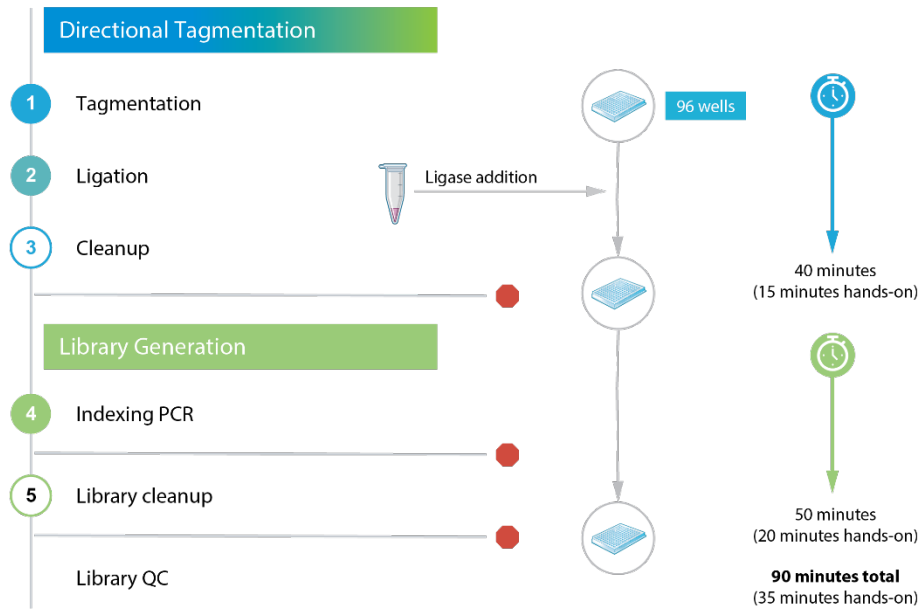 Directional Tagmentation
1
Tagmentation
96 wells
2
Ligation
Ligase addition
3
Cleanup
40 minutes
(15 minutes hands-on)
Library Generation
4
Indexing PCR
5
Library cleanup
50 minutes
(20 minutes hands-on)
Library QC
90 minutes total
(35 minutes hands-on)